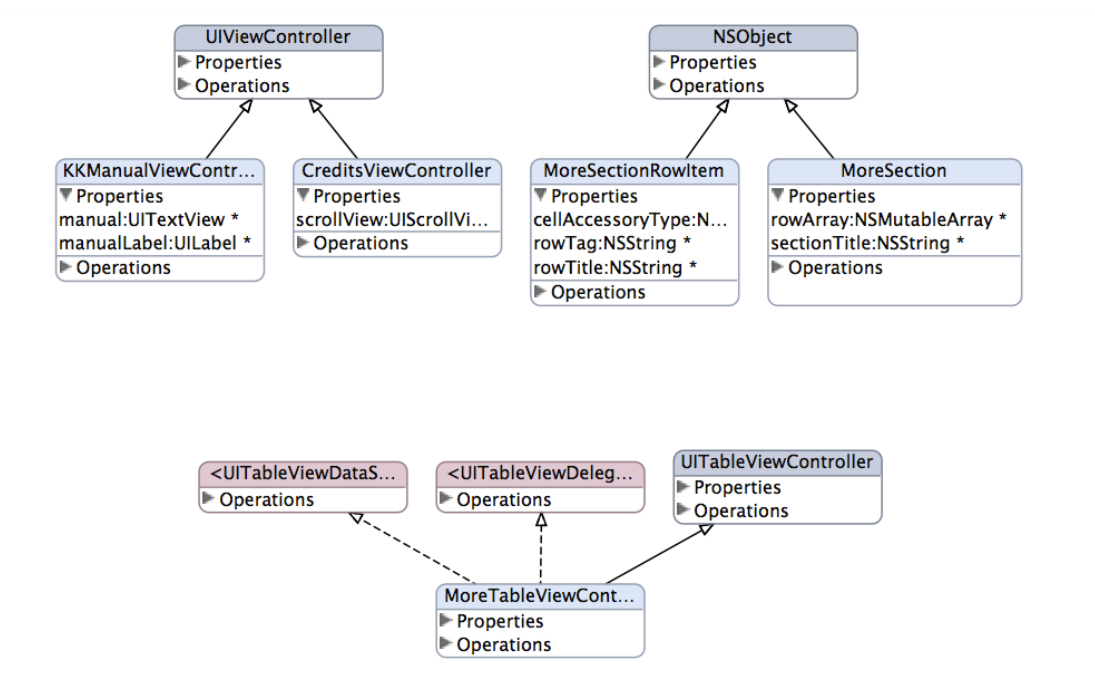 UIViewController
Properties
Operations
NSObject
Properties
Operations
KKManualViewContr...
Properties
manual:UITextView *
manualLabel:UILabel *
Operations
CreditsViewController
Properties
scrollView:UIScrollVi...
Operations
MoreSectionRowItem
Properties
cellAccessoryType:N...
rowTag:NSString *
rowTitle:NSString *
Operations
MoreSection
Properties
rowArray:NSMutableArray *
sectionTitle:NSString *
Operations
<UITableViewDataS...
Operations
<UITableViewDeleg...
Operations
UITableViewController
Properties
Operations
MoreTableViewCont...
Properties
Operations